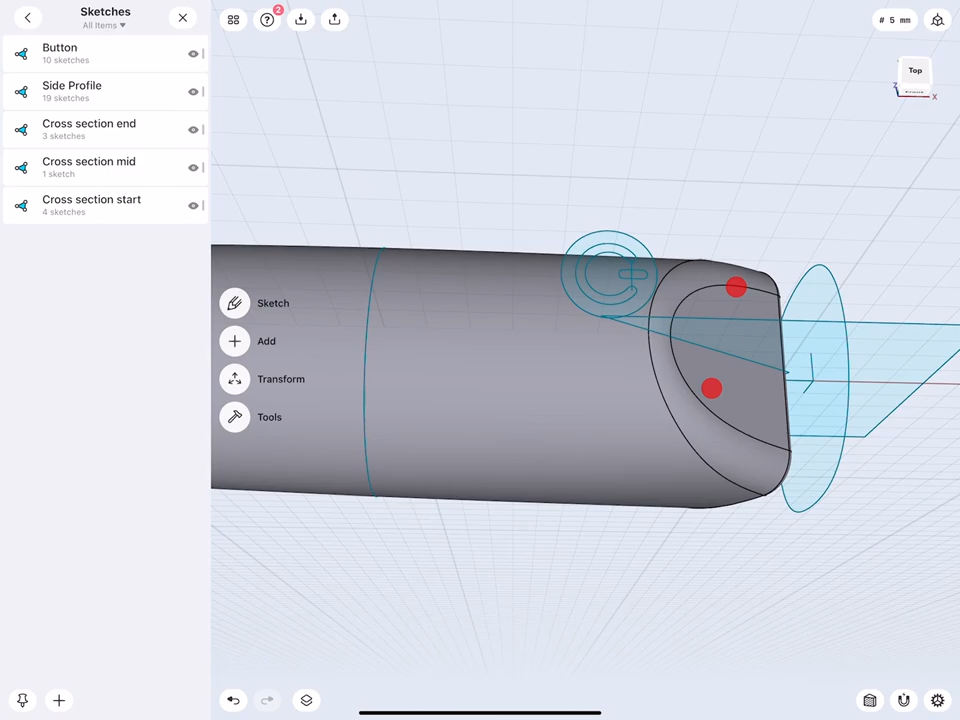 Sketches
All Items ▼
Button
10 sketches
Side Profile
19 sketches
Cross section end
3 sketches
Cross section mid
1 sketch
Cross section start
4 sketches
2
# 5 mm
Top
Front
Z
X
Sketch
Add
Transform
Tools